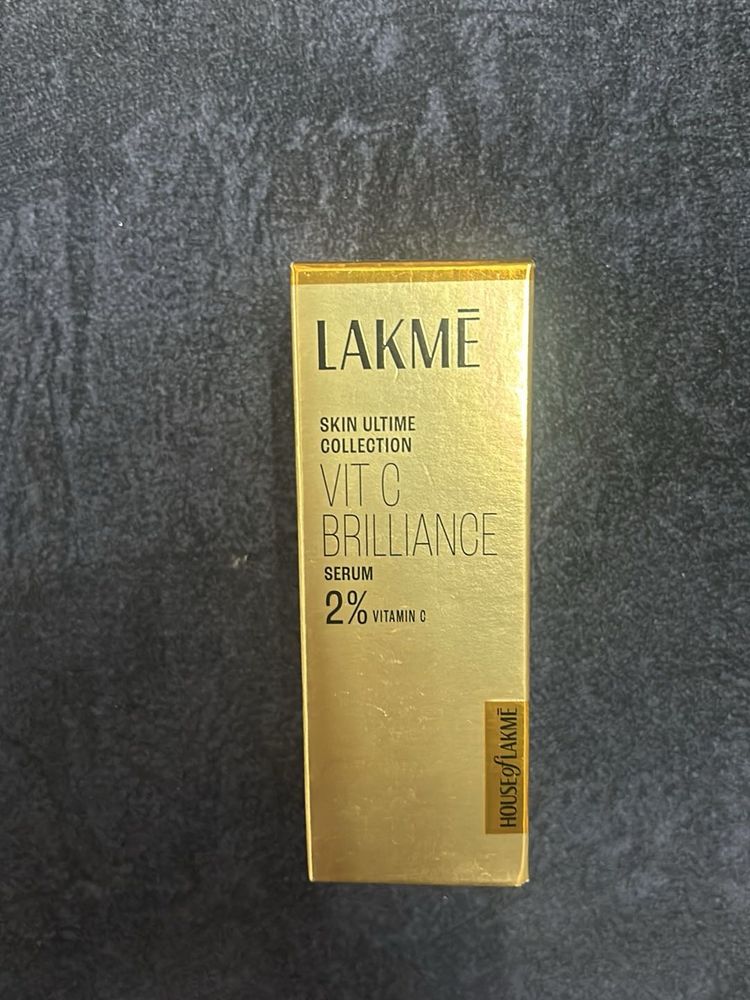 LAKMĒ
SKIN ULTIME
COLLECTION
VIT C
BRILLIANCE
SERUM
2% VITAMIN C
HOUSE of LAKMĒ